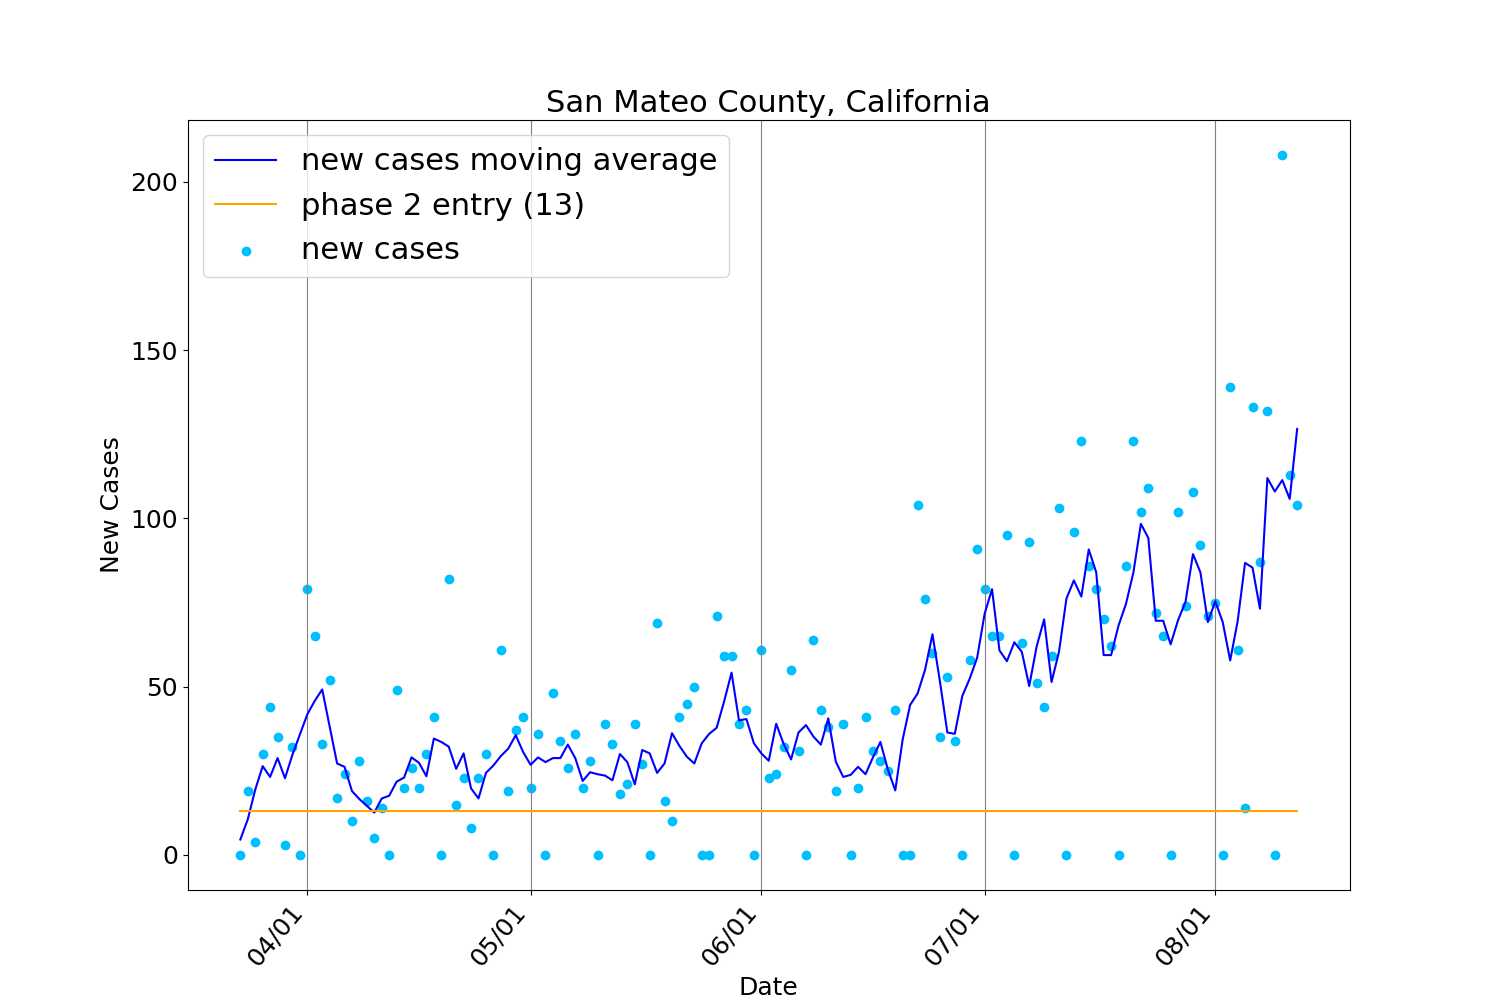 San Mateo County, California
new cases moving average
phase 2 entry (13)
new cases
200
150
100
50
0
New Cases
04/01
05/01
06/01
07/01
08/01
Date